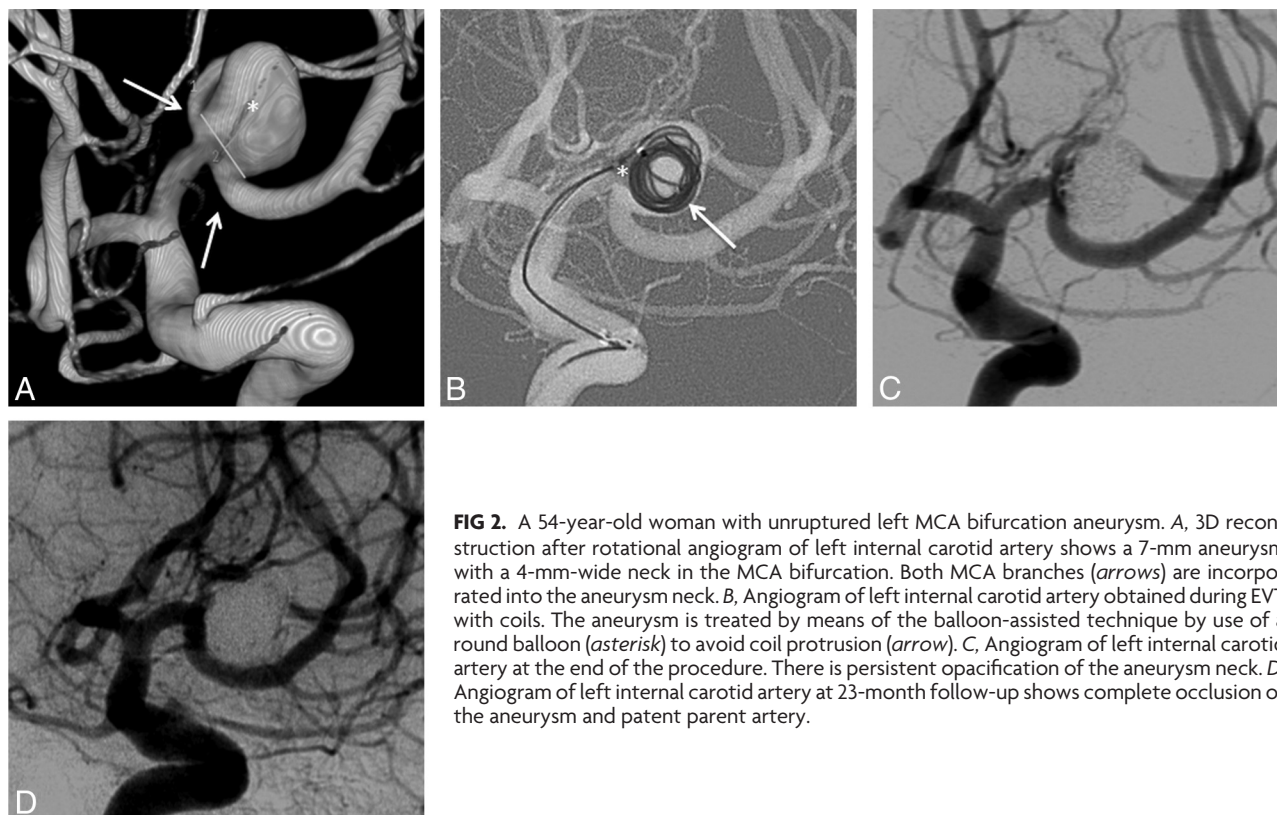 1
*
2
A
*
B
C
D
FIG 2. A 54-year-old woman with unruptured left MCA bifurcation aneurysm. A, 3D recon-
struction after rotational angiogram of left internal carotid artery shows a 7-mm aneurysm
with a 4-mm-wide neck in the MCA bifurcation. Both MCA branches (arrows) are incorpo-
rated into the aneurysm neck. B, Angiogram of left internal carotid artery obtained during EVT
with coils. The aneurysm is treated by means of the balloon-assisted technique by use of a
round balloon (asterisk) to avoid coil protrusion (arrow). C, Angiogram of left internal carotid
artery at the end of the procedure. There is persistent opacification of the aneurysm neck. D,
Angiogram of left internal carotid artery at 23-month follow-up shows complete occlusion of
the aneurysm and patent parent artery.